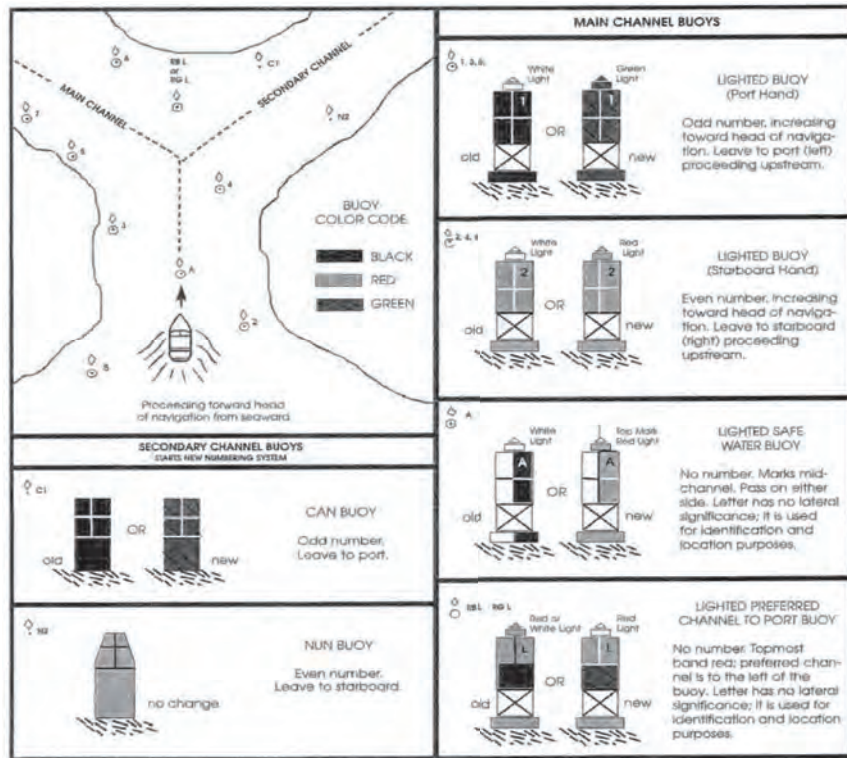 6
RB L
or
RG L
C1
MAIN CHANNEL
SECONDARY CHANNEL
7
N2
5
4
3
BUOY
COLOR CODE
BLACK
RED
GREEN
A
2
Proceeding forward head
of navigation from seaward.
SECONDARY CHANNEL BUOYS
STARTS NEW NUMBERING SYSTEM
C1
OR
old
new
CAN BUOY
Odd number.
Leave to port.
N2
no change
NUN BUOY
Even number.
Leave to starboard.
MAIN CHANNEL BUOYS
White
Light
Green
Light
1
1
OR
old
new
LIGHTED BUOY
(Port Hand)
Odd number, increasing
toward head of naviga-
tion. Leave to port (left)
proceeding upstream.
White
Light
Red
Light
2
2
OR
old
new
LIGHTED BUOY
(Starboard Hand)
Even number, increasing
toward head of naviga-
tion. Leave to starboard
(right) proceeding
upstream.
A
White
Light
Top Mark
Red Light
A
A
OR
old
new
LIGHTED SAFE
WATER BUOY
No number. Marks mid-
channel. Pass on either
side. Letter has no lateral
significance; it is used
for identification and
location purposes.
RB L RG L
Red or
White Light
Red
Light
L
L
OR
old
new
LIGHTED PREFERRED
CHANNEL TO PORT BUOY
No number. Topmost
band red; preferred chan-
nel is to the left of the
buoy. Letter has no lateral
significance; it is used for
identification and location
purposes.